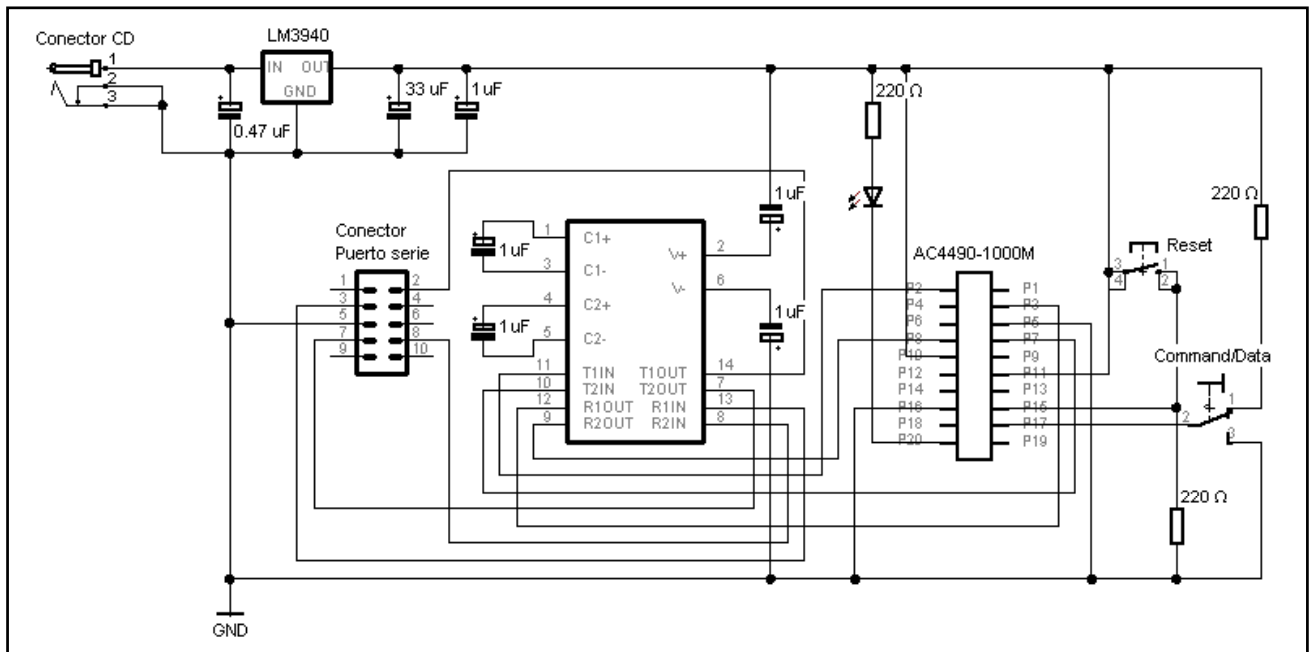 Conector CD
1
2
3
LM3940
IN OUT
GND
0.47 uF
33 uF
1 uF
220 Ω
1 uF
220 Ω
Conector
Puerto serie
1 2
3 4
5 6
7 8
9 10
1 uF
1 uF
1 C1+
3 C1-
4 C2+
5 C2-
11 T1IN
10 T2IN
12 R1OUT
9 R2OUT
V+ 2
V- 6
T1OUT 14
T2OUT 7
R1IN 13
R2IN 8
1 uF
AC4490-1000M
P2 P1
P4 P3
P6 P5
P8 P7
P10 P9
P12 P11
P14 P13
P16 P15
P18 P17
P20 P19
Reset
3 1
4 2
Command/Data
1
2
3
220 Ω
GND